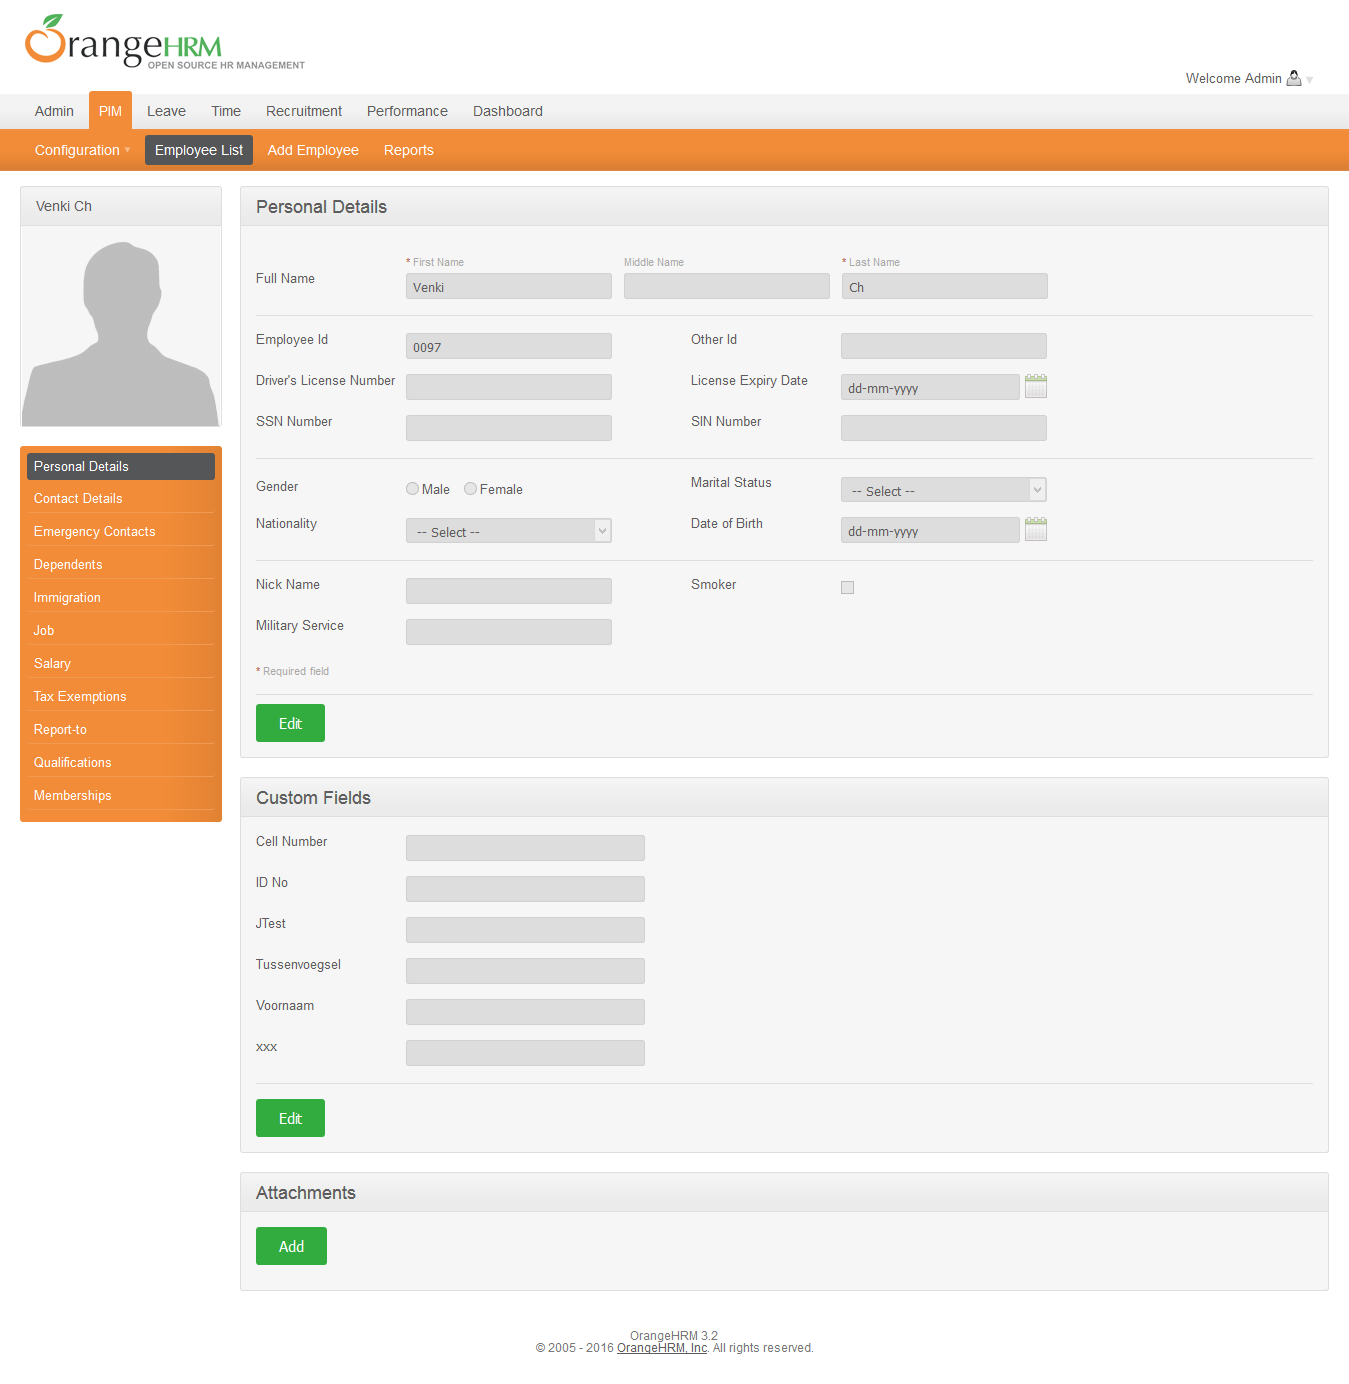 OrangeHRM
OPEN SOURCE HR MANAGEMENT
Welcome Admin
Admin PIM Leave Time Recruitment Performance Dashboard
Configuration Employee List Add Employee Reports
Venki Ch
Personal Details
Contact Details
Emergency Contacts
Dependents
Immigration
Job
Salary
Tax Exemptions
Report-to
Qualifications
Memberships
Personal Details
* First Name Middle Name * Last Name
Full Name Venki Ch
Employee Id 0097 Other Id
Driver's License Number License Expiry Date dd-mm-yyyy
SSN Number SIN Number
Gender Male Female Marital Status -- Select --
Nationality -- Select -- Date of Birth dd-mm-yyyy
Nick Name Smoker
Military Service
* Required field
Edit
Custom Fields
Cell Number
ID No
JTest
Tussenvoegsel
Voornaam
xxx
Edit
Attachments
Add
OrangeHRM 3.2
© 2005 - 2016 OrangeHRM, Inc. All rights reserved.